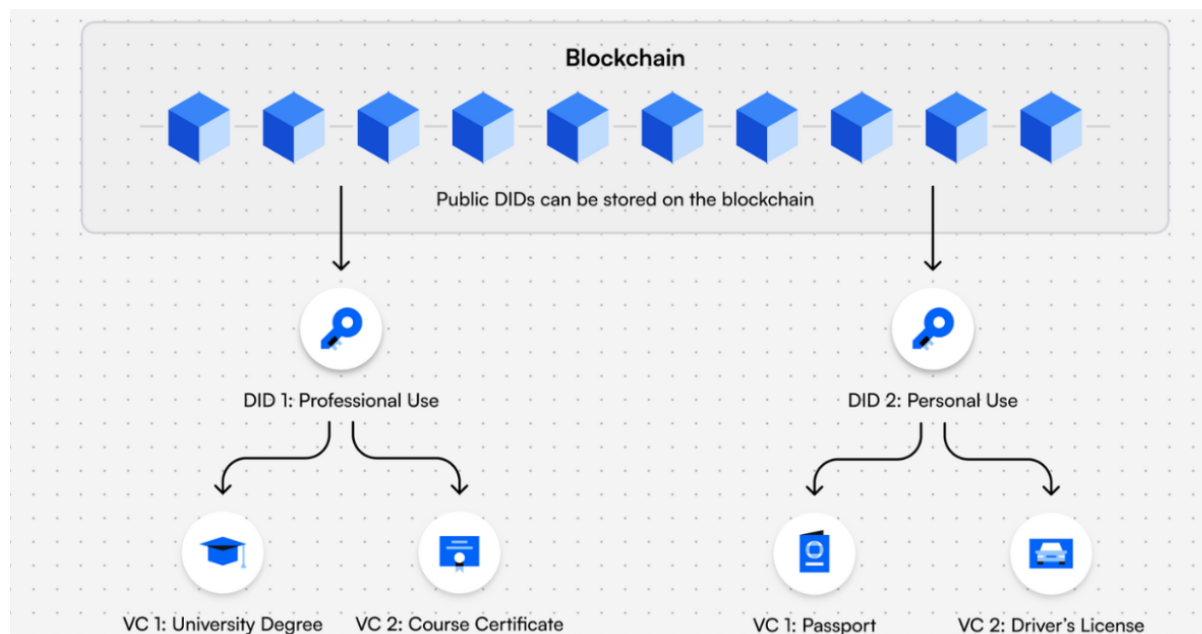 Blockchain
Public DIDs can be stored on the blockchain
DID 1: Professional Use
DID 2: Personal Use
VC 1: University Degree
VC 2: Course Certificate
VC 1: Passport
VC 2: Driver's License